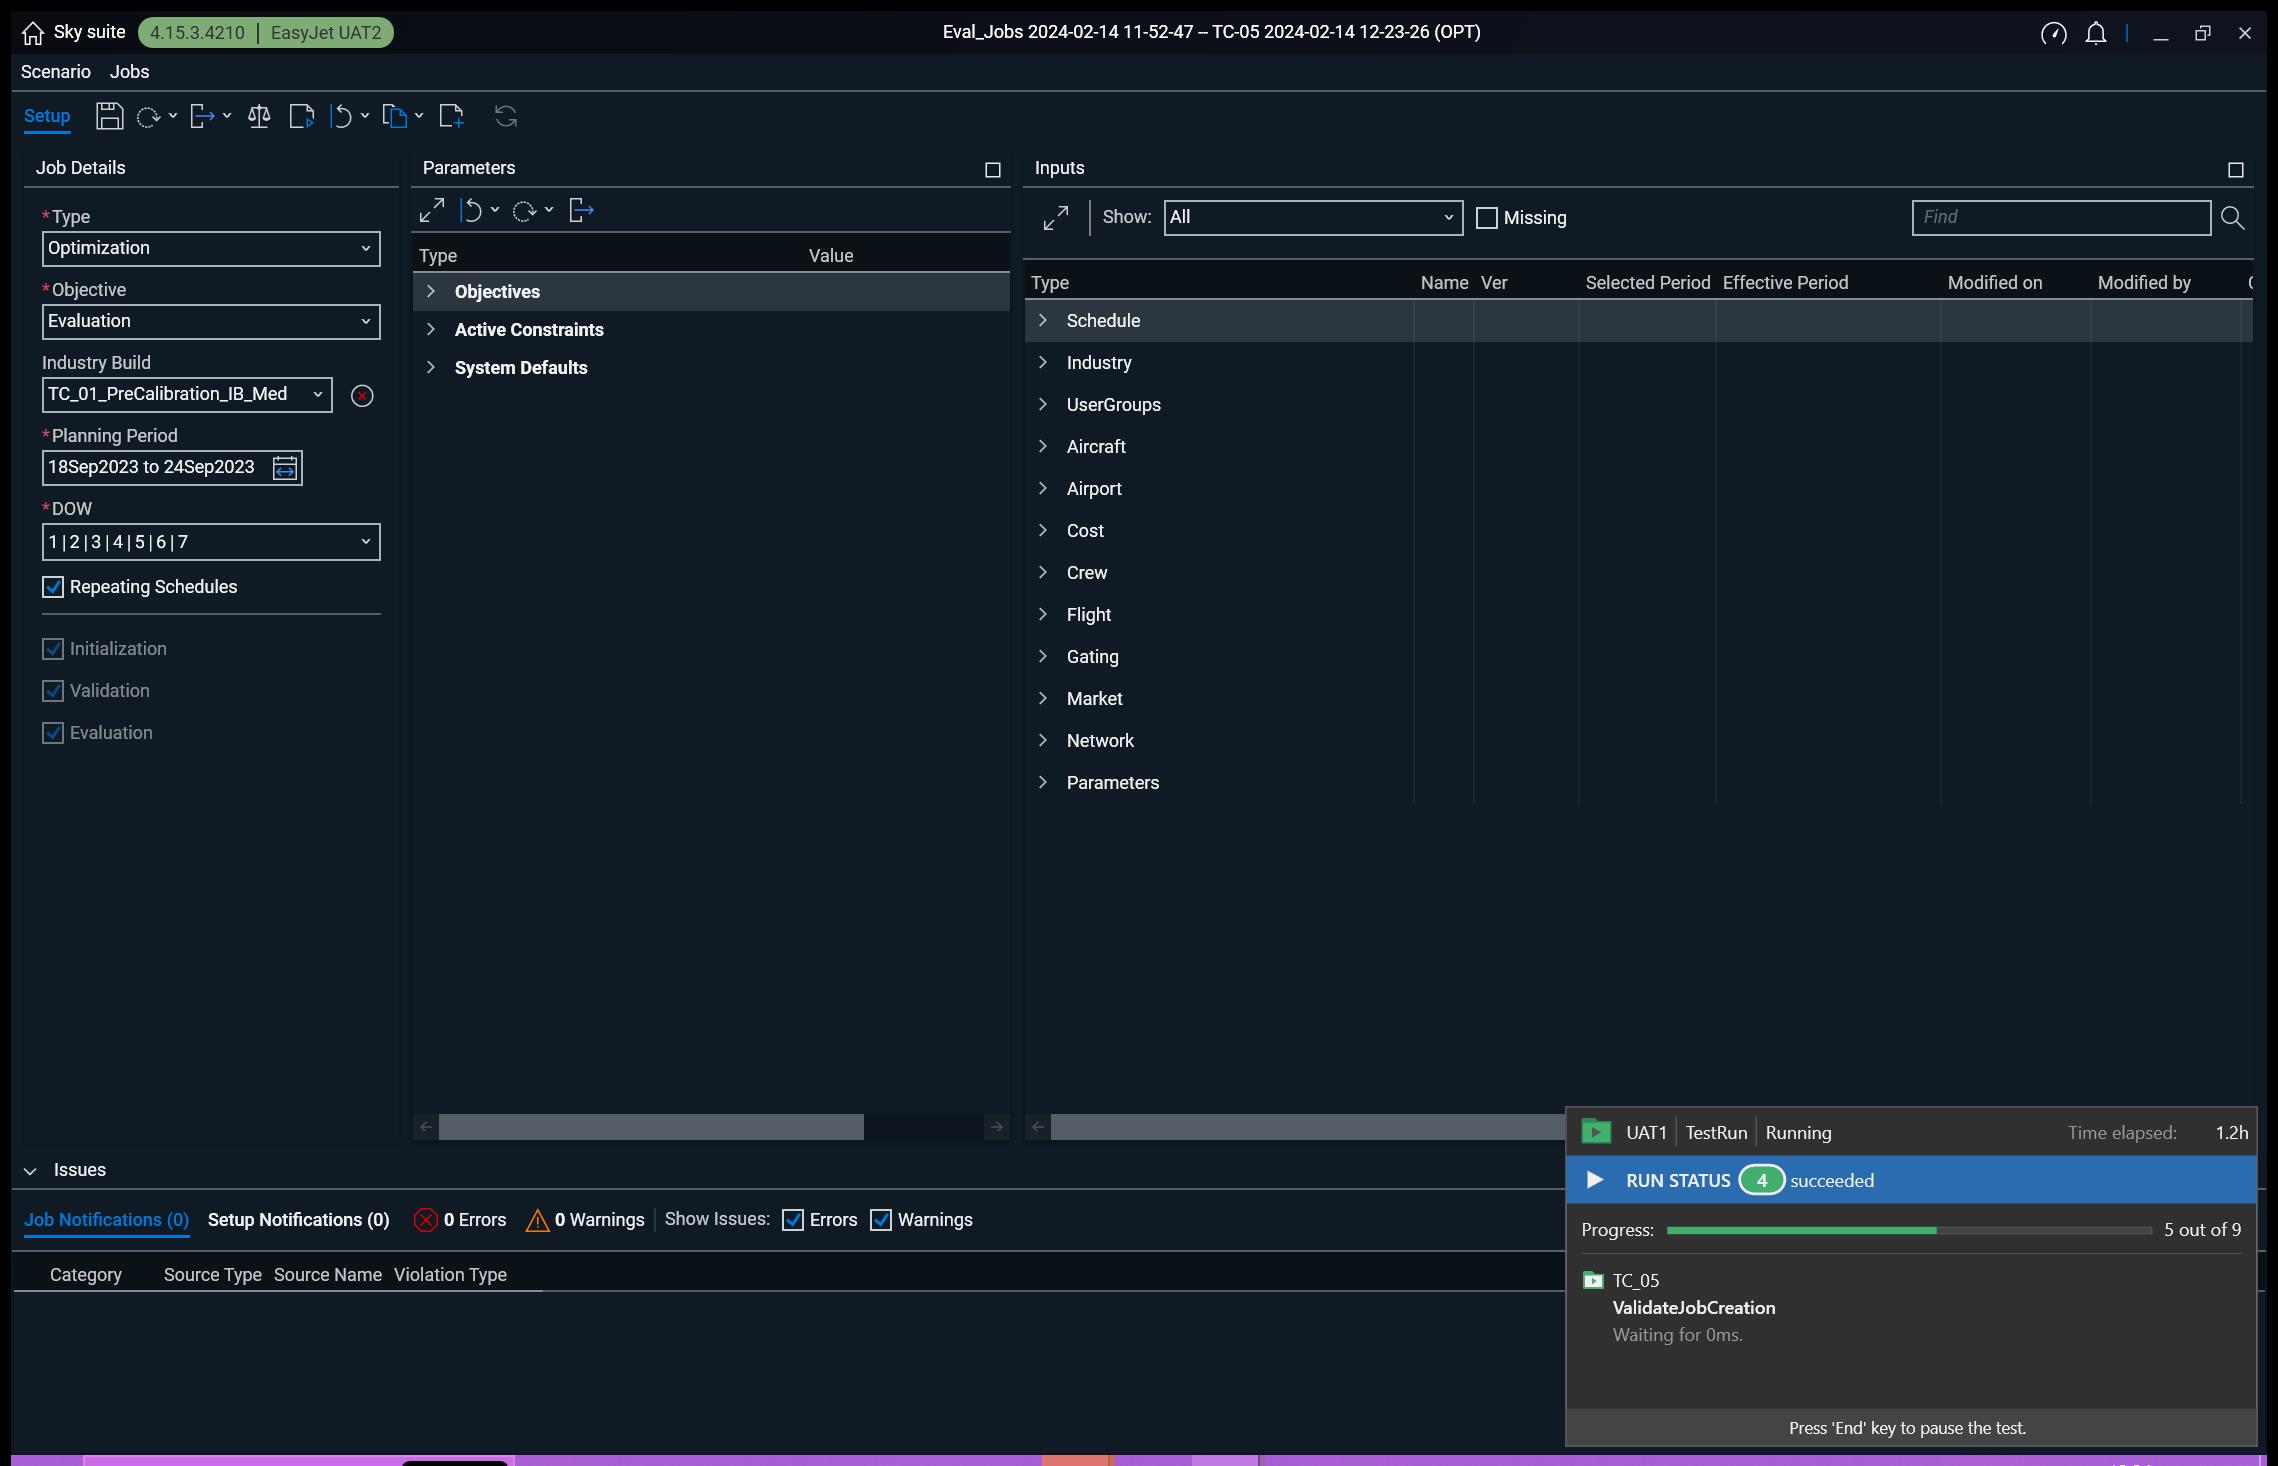 Sky suite 4.15.3.4210 | EasyJet UAT2 Eval_Jobs 2024-02-14 11-52-47 -- TC-05 2024-02-14 12-23-26 (OPT)
Scenario Jobs
Setup
Job Details
*Type
Optimization
*Objective
Evaluation
Industry Build
TC_01_PreCalibration_IB_Med
*Planning Period
18Sep2023 to 24Sep2023
*DOW
1 | 2 | 3 | 4 | 5 | 6 | 7
Repeating Schedules
Initialization
Validation
Evaluation
Parameters
Type Value
Objectives
Active Constraints
System Defaults
Inputs
Show: All Missing Find
Type Name Ver Selected Period Effective Period Modified on Modified by
Schedule
Industry
UserGroups
Aircraft
Airport
Cost
Crew
Flight
Gating
Market
Network
Parameters
Issues
Job Notifications (0) Setup Notifications (0) 0 Errors 0 Warnings Show Issues: Errors Warnings
Category Source Type Source Name Violation Type
UAT1 TestRun Running Time elapsed: 1.2h
RUN STATUS 4 succeeded
Progress: 5 out of 9
TC_05
ValidateJobCreation
Waiting for 0ms.
Press 'End' key to pause the test.